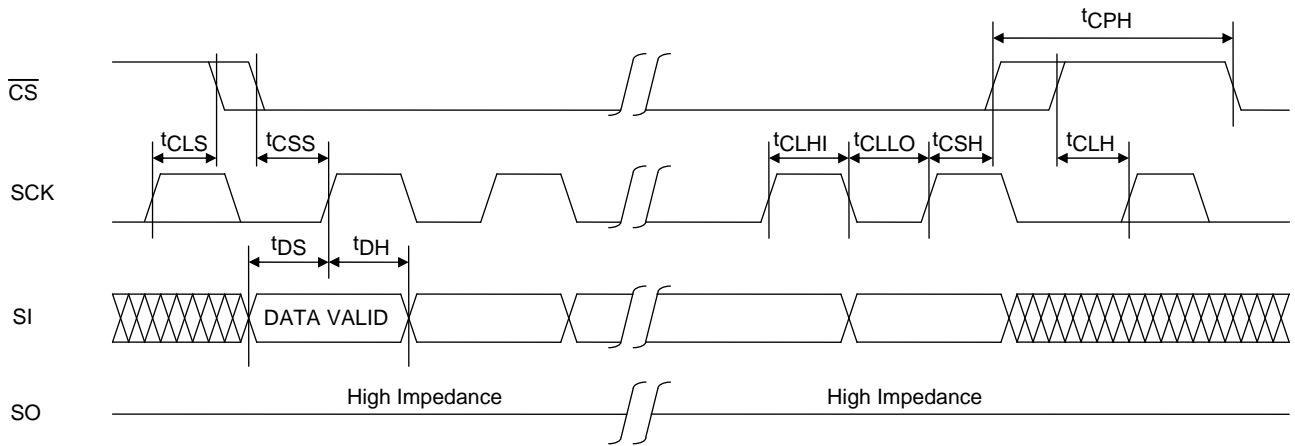 tCPH
CS
tCLS
tCSS
tCLHI
tCLLO
tCSH
tCLH
SCK
tDS
tDH
SI
DATA VALID
High Impedance
High Impedance
SO